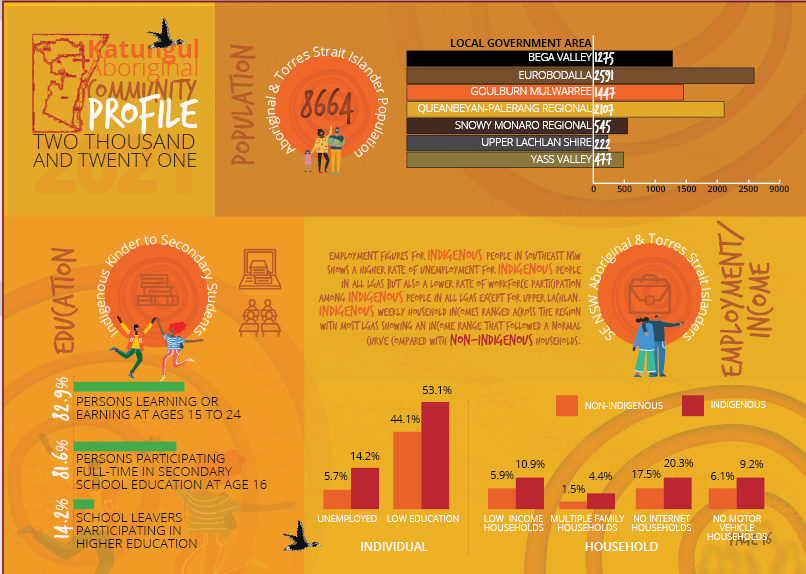 Katungul
Aboriginal
COMMUNITY
PROFILE
TWO THOUSAND
AND TWENTY ONE
2021
POPULATION
Aboriginal & Torres Strait Islander Population
8664
LOCAL GOVERNMENT AREA
BEGA VALLEY 1275
EUROBODALLA 2591
GOULBURN MULWARREE 1447
QUEANBEYAN-PALERANG REGIONAL 2107
SNOWY MONARO REGIONAL 545
UPPER LACHLAN SHIRE 222
YASS VALLEY 477
0 500 1000 1500 2000 2500 9000
EDUCATION
Indigenous Kinder to Secondary Students
82.9%
PERSONS LEARNING OR
EARNING AT AGES 15 TO 24
81.6%
PERSONS PARTICIPATING
FULL-TIME IN SECONDARY
SCHOOL EDUCATION AT AGE 16
14.2%
SCHOOL LEAVERS
PARTICIPATING IN
HIGHER EDUCATION
EMPLOYMENT FIGURES FOR INDIGENOUS PEOPLE IN SOUTHEAST NSW
SHOWS A HIGHER RATE OF UNEMPLOYMENT FOR INDIGENOUS PEOPLE
IN ALL LGAS BUT ALSO A LOWER RATE OF WORKFORCE PARTICIPATION
AMONG INDIGENOUS PEOPLE IN ALL LGAS EXCEPT FOR UPPER LACHLAN.
INDIGENOUS WEEKLY HOUSEHOLD INCOMES RANGED ACROSS THE REGION
WITH MOST LGAS SHOWING AN INCOME RANGE THAT FOLLOWED A NORMAL
CURVE COMPARED WITH NON-INDIGENOUS HOUSEHOLDS.
SE NSW Aboriginal & Torres Strait Islanders
EMPLOYMENT/
INCOME
NON-INDIGENOUS INDIGENOUS
5.7% 14.2%
44.1% 53.1%
UNEMPLOYED LOW EDUCATION
INDIVIDUAL
5.9% 10.9%
1.5% 4.4%
17.5% 20.3%
6.1% 9.2%
LOW INCOME
HOUSEHOLDS
MULTIPLE FAMILY
HOUSEHOLDS
NO INTERNET
HOUSEHOLDS
NO MOTOR
VEHICLE
HOUSEHOLDS
HOUSEHOLD
PAGE 16